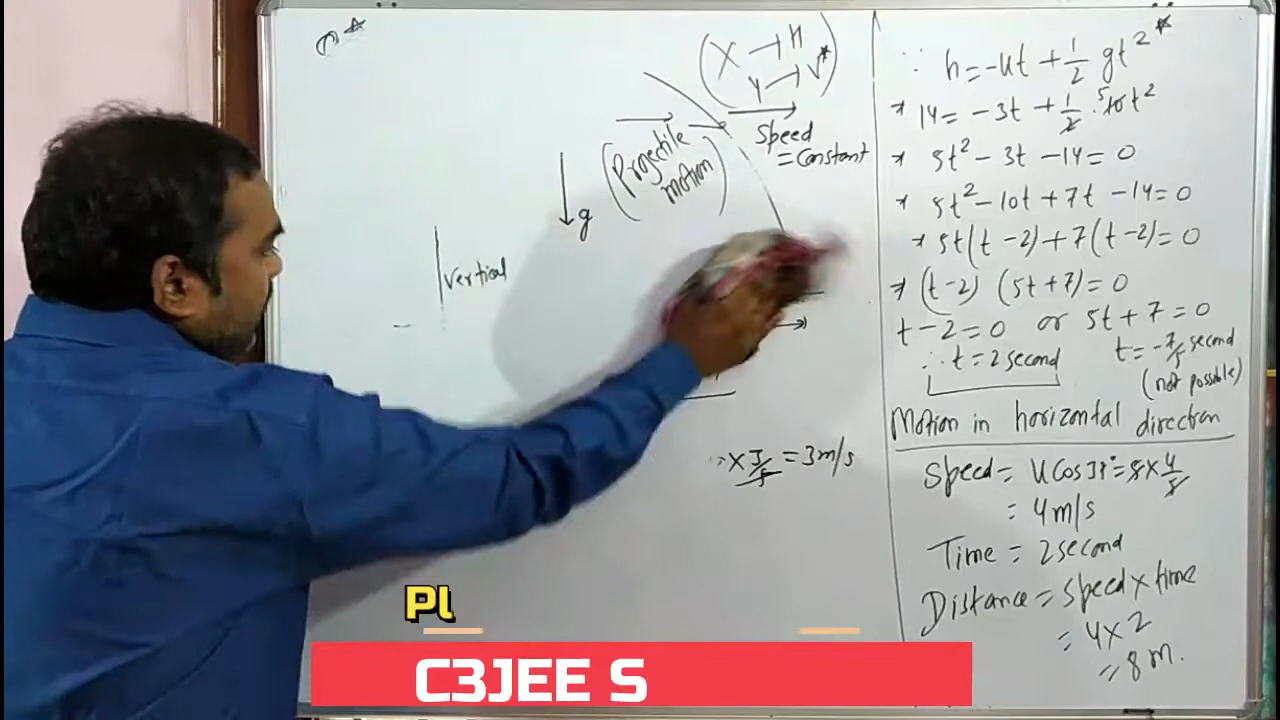 (X → H
Y → V*)
Speed
= Constant
(Projectile
motion)
g
Vertical
× 3/5 = 3m/s
∴ h = -ut + 1/2 gt² *
* 14 = -3t + 1/2 . 5 10t²
* 5t² - 3t - 14 = 0
* 5t² - 10t + 7t - 14 = 0
* 5t(t - 2) + 7(t - 2) = 0
* (t - 2) (5t + 7) = 0
t - 2 = 0 or 5t + 7 = 0
∴ t = 2 second
t = -7/5 second
(not possible)
Motion in horizontal direction
Speed = u Cos 37° = 5 × 4/5
= 4m/s
Time = 2 second
Distance = speed × time
= 4 × 2
= 8 m.
Pl
C3JEE S